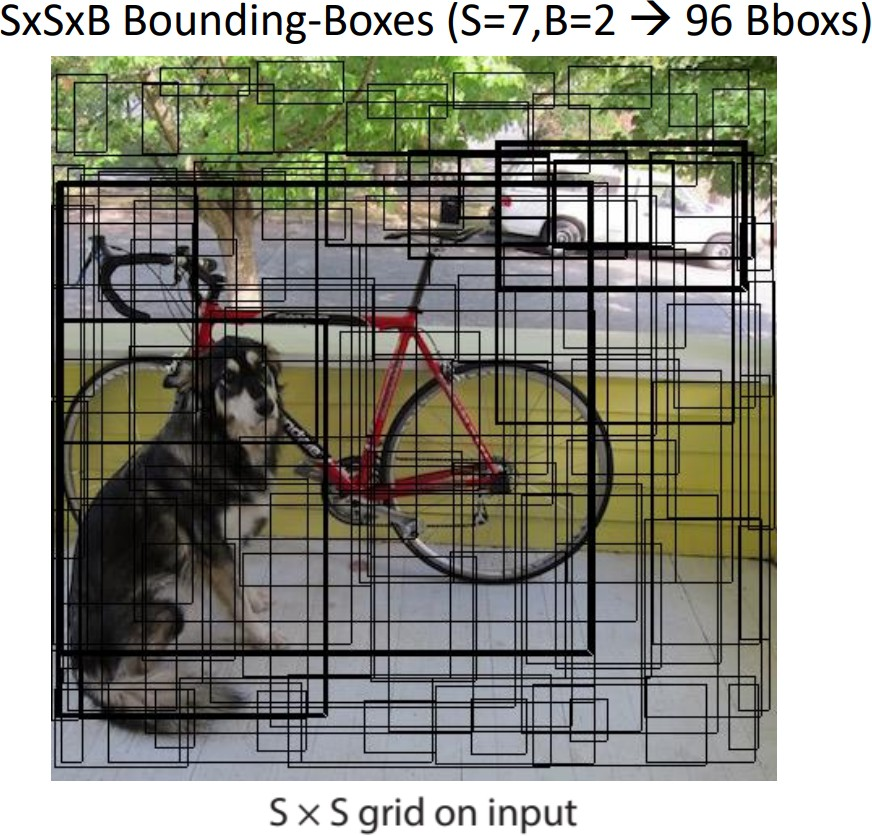 SxSxB Bounding-Boxes (S=7,B=2 → 96 Bboxs)
S × S grid on input